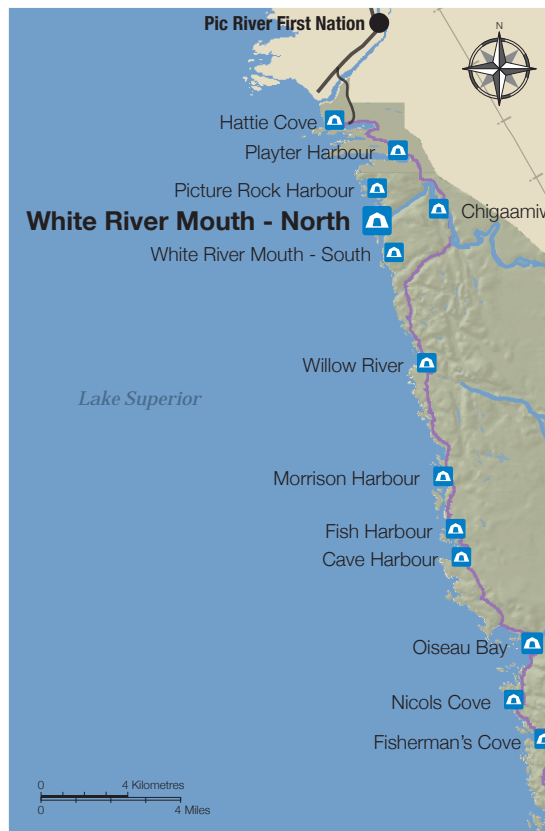 Pic River First Nation
N
Hattie Cove
Playter Harbour
Picture Rock Harbour
Chigaamiw
White River Mouth - North
White River Mouth - South
Willow River
Lake Superior
Morrison Harbour
Fish Harbour
Cave Harbour
Oiseau Bay
Nicols Cove
Fisherman's Cove
0 4 Kilometres
0 4 Miles